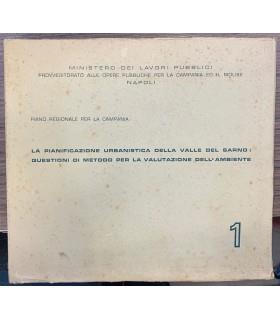 MINISTERO DEI LAVORI PUBBLICI
PROVVEDITORATO ALLE OPERE PUBBLICHE PER LA CAMPANIA ED IL MOLISE
NAPOLI
PIANO REGIONALE PER LA CAMPANIA
LA PIANIFICAZIONE URBANISTICA DELLA VALLE DEL SARNO:
QUESTIONI DI METODO PER LA VALUTAZIONE DELL'AMBIENTE
1